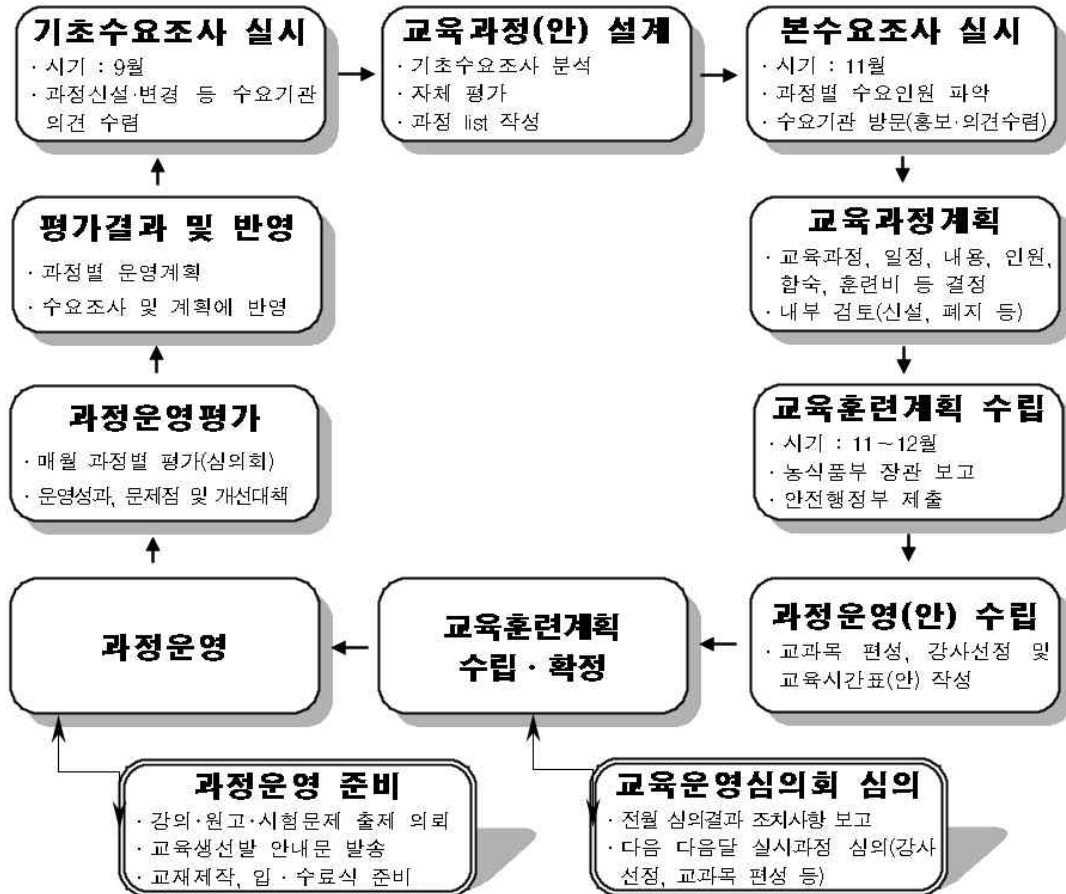 기초수요조사 실시
· 시기 : 9월
· 과정신설·변경 등 수요기관
의견 수렴
교육과정(안) 설계
· 기초수요조사 분석
· 자체 평가
· 과정 list 작성
본수요조사 실시
· 시기 : 11월
· 과정별 수요인원 파악
· 수요기관 방문(홍보·의견수렴)
평가결과 및 반영
· 과정별 운영계획
· 수요조사 및 계획에 반영
교육과정계획
· 교육과정, 일정, 내용, 인원,
합숙, 훈련비 등 결정
· 내부 검토(신설, 폐지 등)
과정운영평가
· 매월 과정별 평가(심의회)
· 운영성과, 문제점 및 개선대책
교육훈련계획 수립
· 시기 : 11~12월
· 농식품부 장관 보고
· 안전행정부 제출
과정운영
교육훈련계획
수립·확정
과정운영(안) 수립
· 교과목 편성, 강사선정 및
교육시간표(안) 작성
과정운영 준비
· 강의·원고·시험문제 출제 의뢰
· 교육생선발 안내문 발송
· 교재제작, 입·수료식 준비
교육운영심의회 심의
· 전월 심의결과 조치사항 보고
· 다음 다음달 실시과정 심의(강사
선정, 교과목 편성 등)